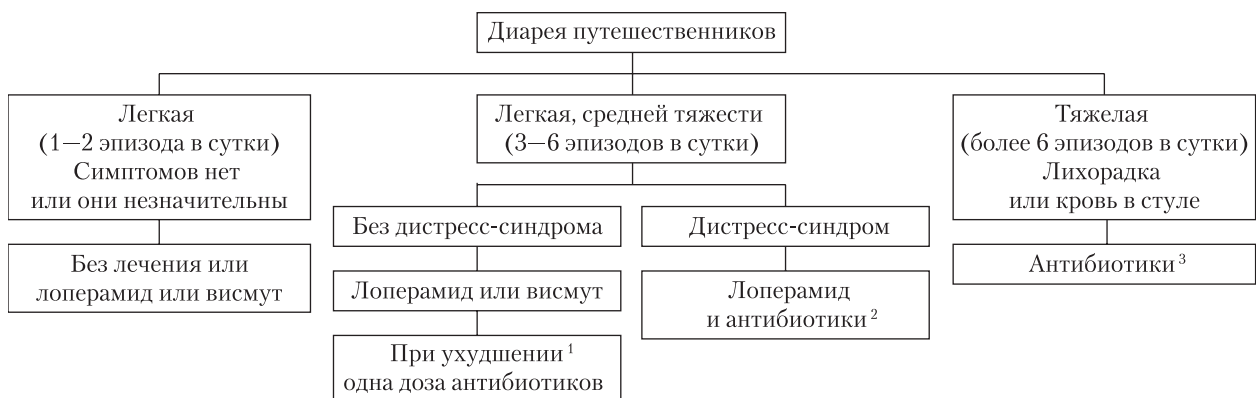 Диарея путешественников
Легкая
(1—2 эпизода в сутки)
Симптомов нет
или они незначительны
Без лечения или
лоперамид или висмут
Легкая, средней тяжести
(3—6 эпизодов в сутки)
Без дистресс-синдрома
Лоперамид или висмут
При ухудшении ¹
одна доза антибиотиков
Дистресс-синдром
Лоперамид
и антибиотики ²
Тяжелая
(более 6 эпизодов в сутки)
Лихорадка
или кровь в стуле
Антибиотики ³